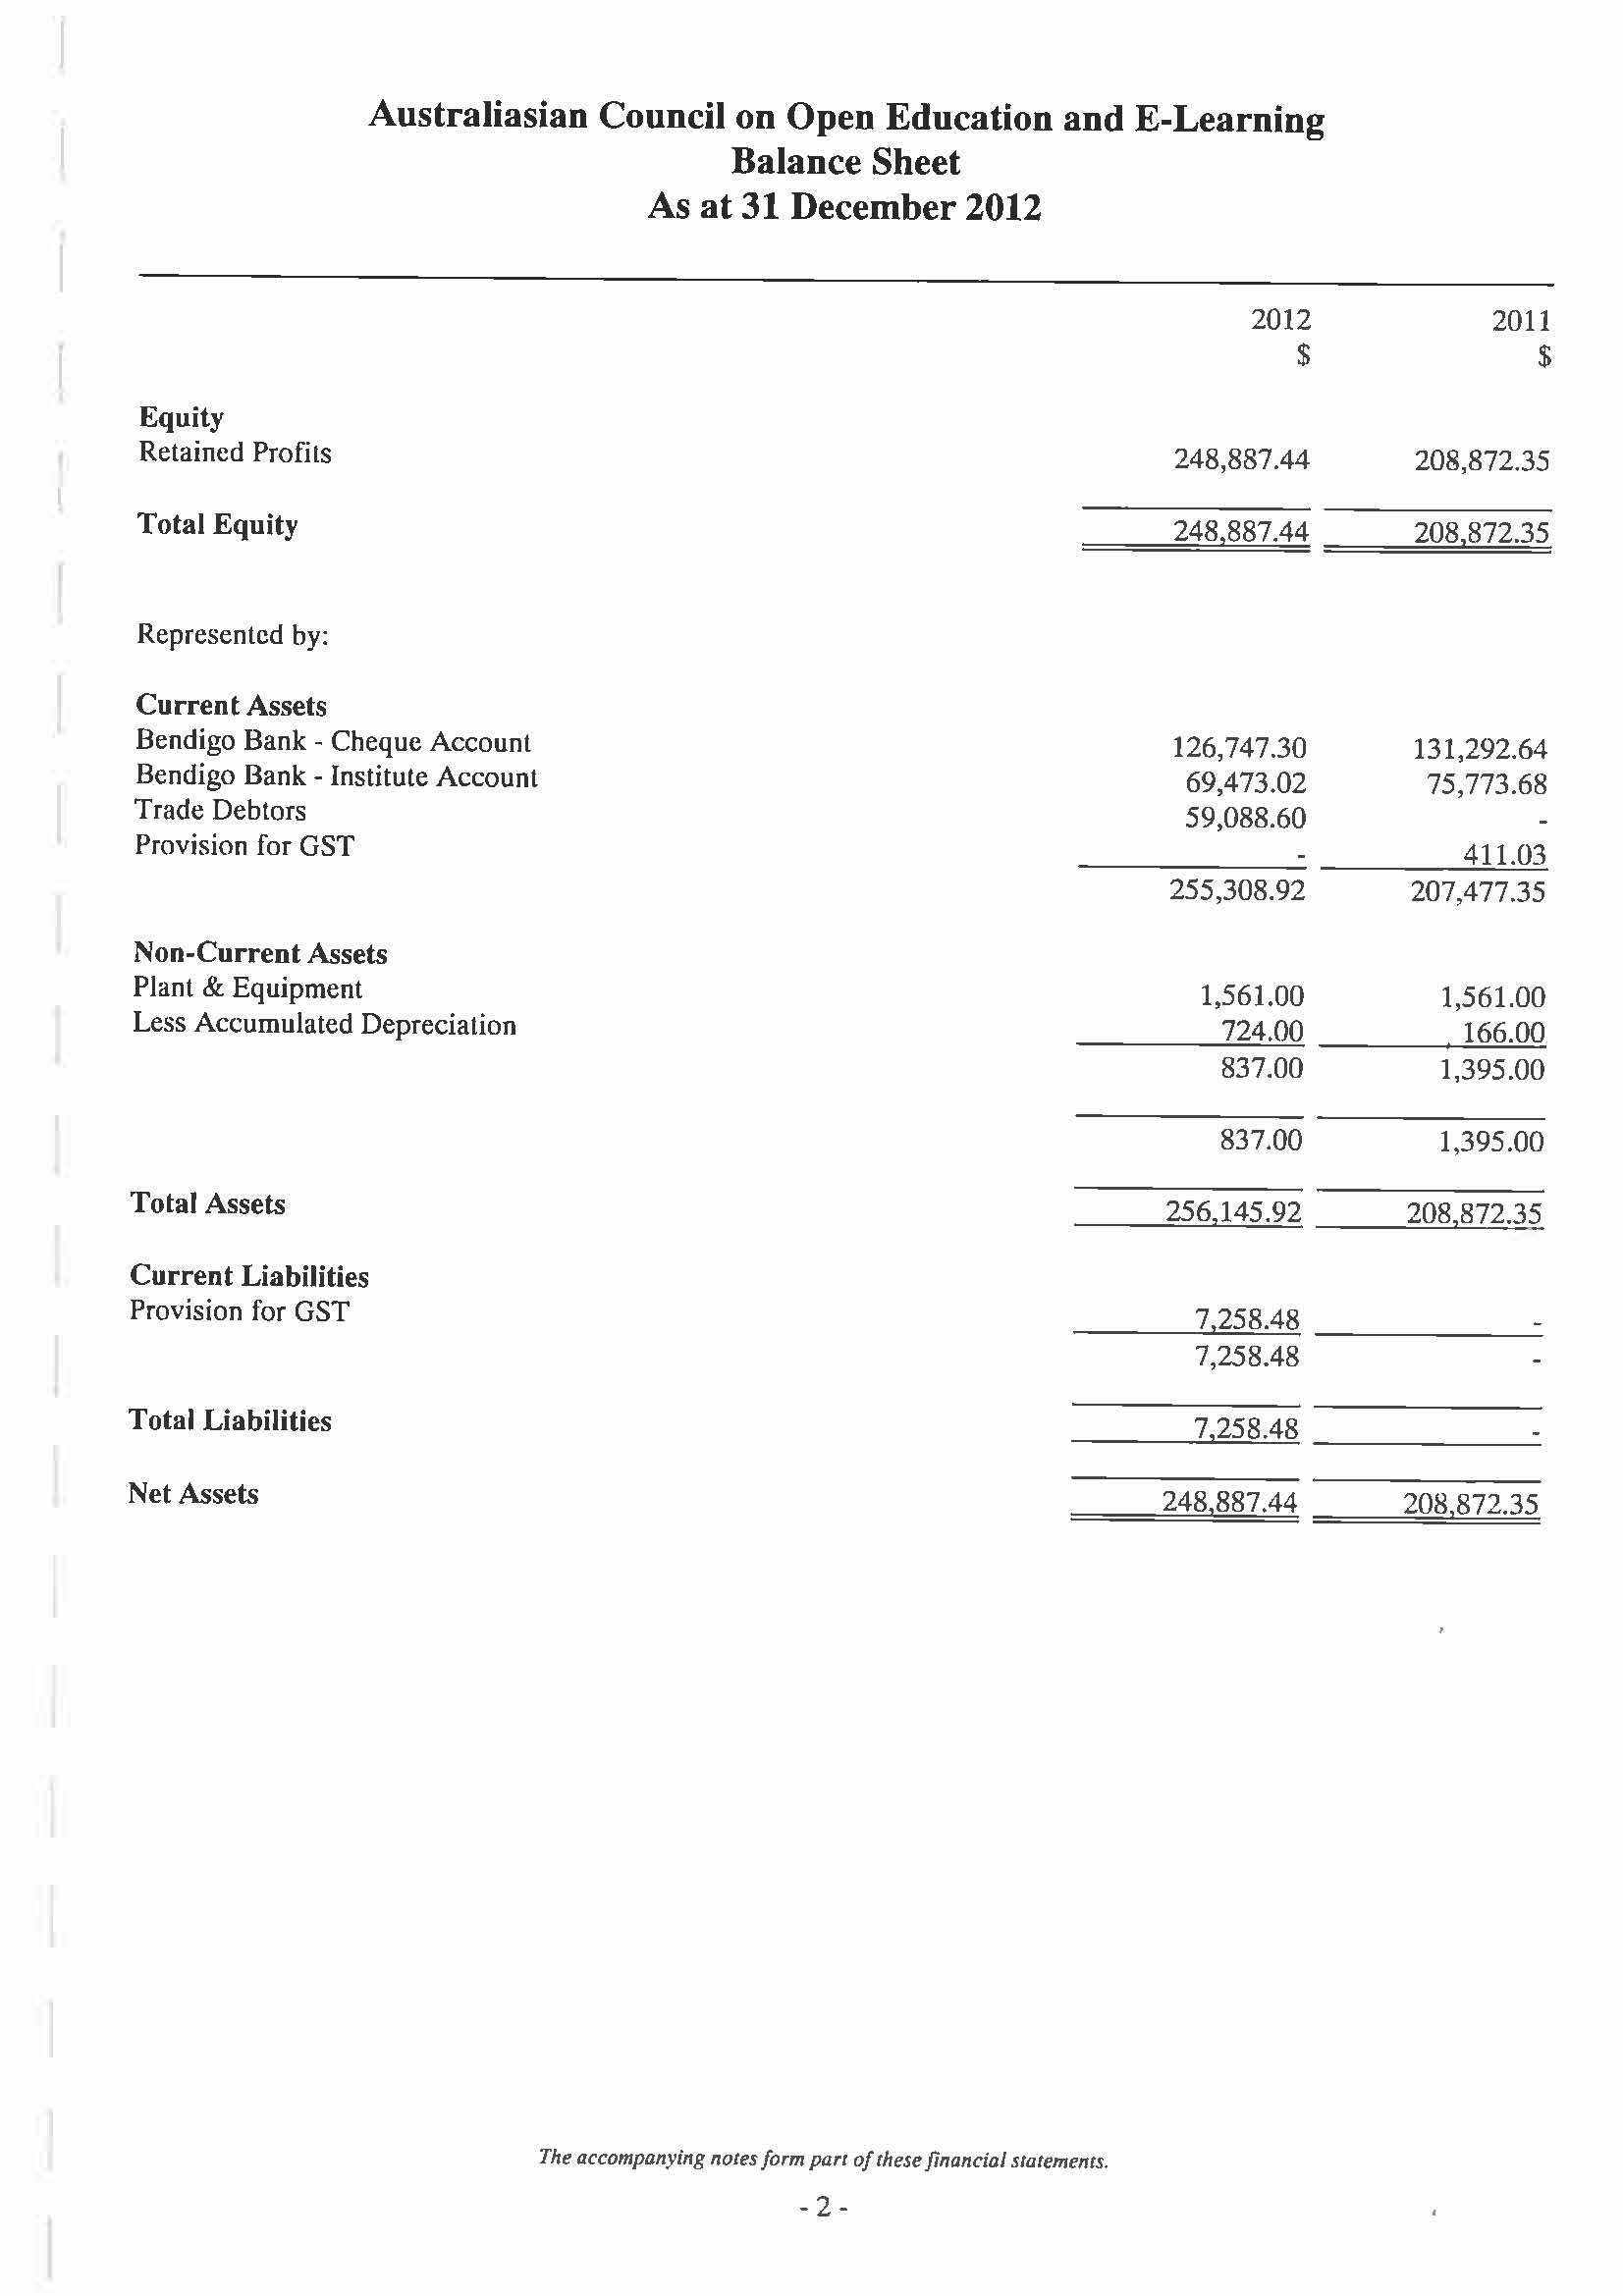 Australiasian Council on Open Education and E-Learning
Balance Sheet
As at 31 December 2012
2012 2011
$ $
Equity
Retained Profits 248,887.44 208,872.35
Total Equity 248,887.44 208,872.35
Represented by:
Current Assets
Bendigo Bank - Cheque Account 126,747.30 131,292.64
Bendigo Bank - Institute Account 69,473.02 75,773.68
Trade Debtors 59,088.60 -
Provision for GST - 411.03
255,308.92 207,477.35
Non-Current Assets
Plant & Equipment 1,561.00 1,561.00
Less Accumulated Depreciation 724.00 166.00
837.00 1,395.00
837.00 1,395.00
Total Assets 256,145.92 208,872.35
Current Liabilities
Provision for GST 7,258.48 -
7,258.48 -
Total Liabilities 7,258.48 -
Net Assets 248,887.44 208,872.35
The accompanying notes form part of these financial statements.
- 2 -